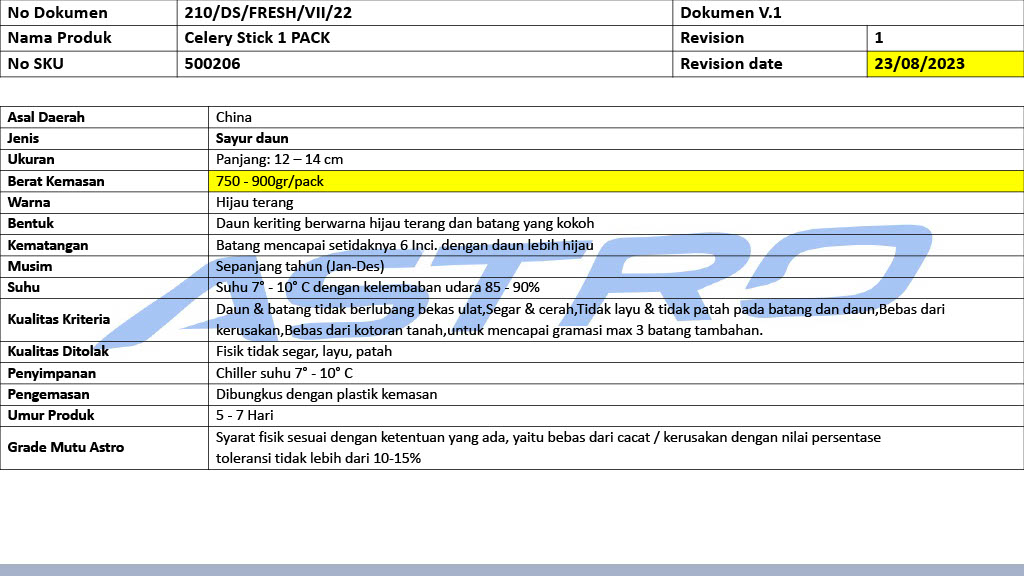 No Dokumen 210/DS/FRESH/VII/22 Dokumen V.1
Nama Produk Celery Stick 1 PACK Revision 1
No SKU 500206 Revision date 23/08/2023
Asal Daerah China
Jenis Sayur daun
Ukuran Panjang: 12 – 14 cm
Berat Kemasan 750 - 900gr/pack
Warna Hijau terang
Bentuk Daun keriting berwarna hijau terang dan batang yang kokoh
Kematangan Batang mencapai setidaknya 6 Inci. dengan daun lebih hijau
Musim Sepanjang tahun (Jan-Des)
Suhu Suhu 7° - 10° C dengan kelembaban udara 85 - 90%
Kualitas Kriteria Daun & batang tidak berlubang bekas ulat,Segar & cerah,Tidak layu & tidak patah pada batang dan daun,Bebas dari
kerusakan,Bebas dari kotoran tanah,untuk mencapai gramasi max 3 batang tambahan.
Kualitas Ditolak Fisik tidak segar, layu, patah
Penyimpanan Chiller suhu 7° - 10° C
Pengemasan Dibungkus dengan plastik kemasan
Umur Produk 5 - 7 Hari
Grade Mutu Astro Syarat fisik sesuai dengan ketentuan yang ada, yaitu bebas dari cacat / kerusakan dengan nilai persentase
toleransi tidak lebih dari 10-15%
ASTRO